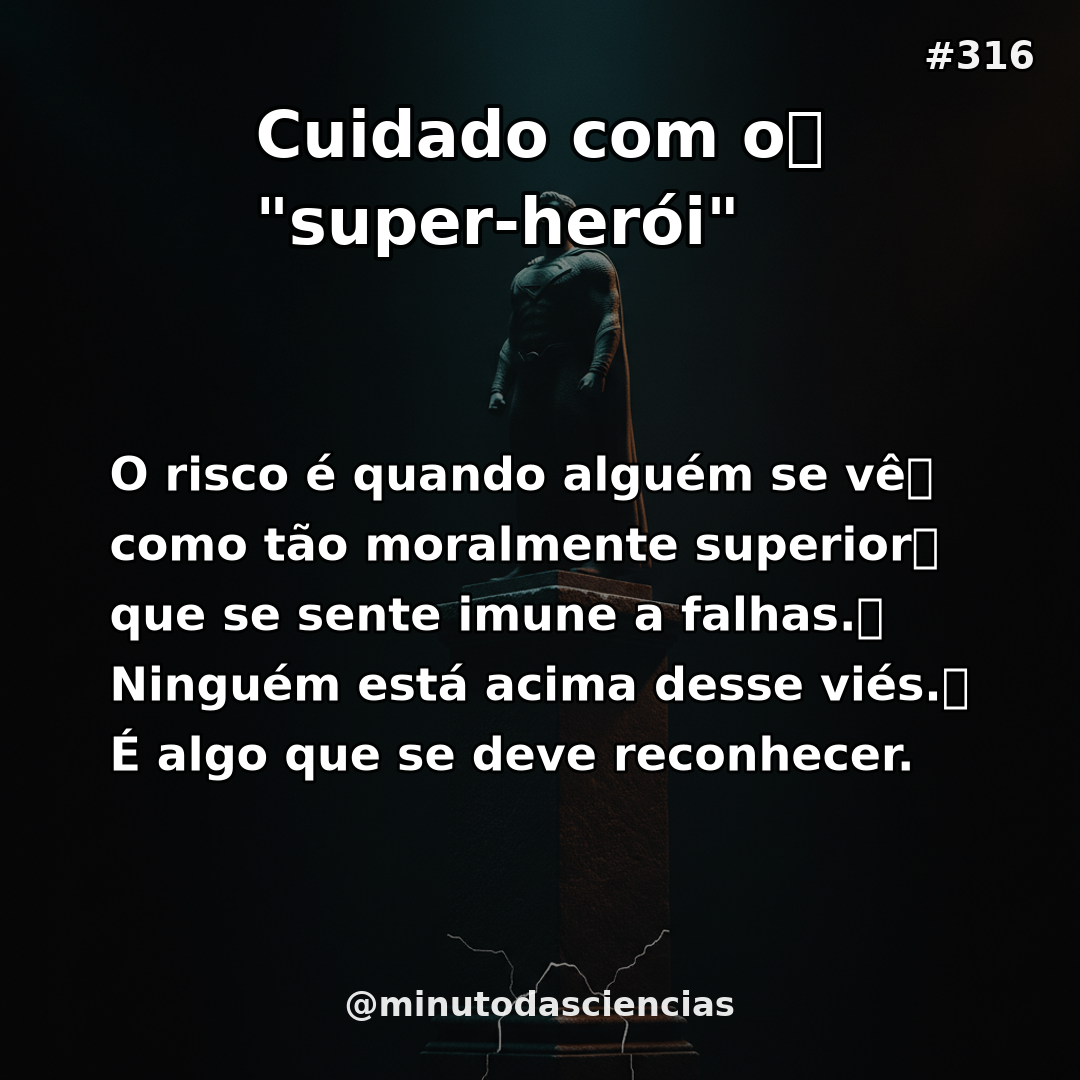 #316
Cuidado com o
"super-herói"
O risco é quando alguém se vê
como tão moralmente superior
que se sente imune a falhas.
Ninguém está acima desse viés.
É algo que se deve reconhecer.
@minutodasciencias